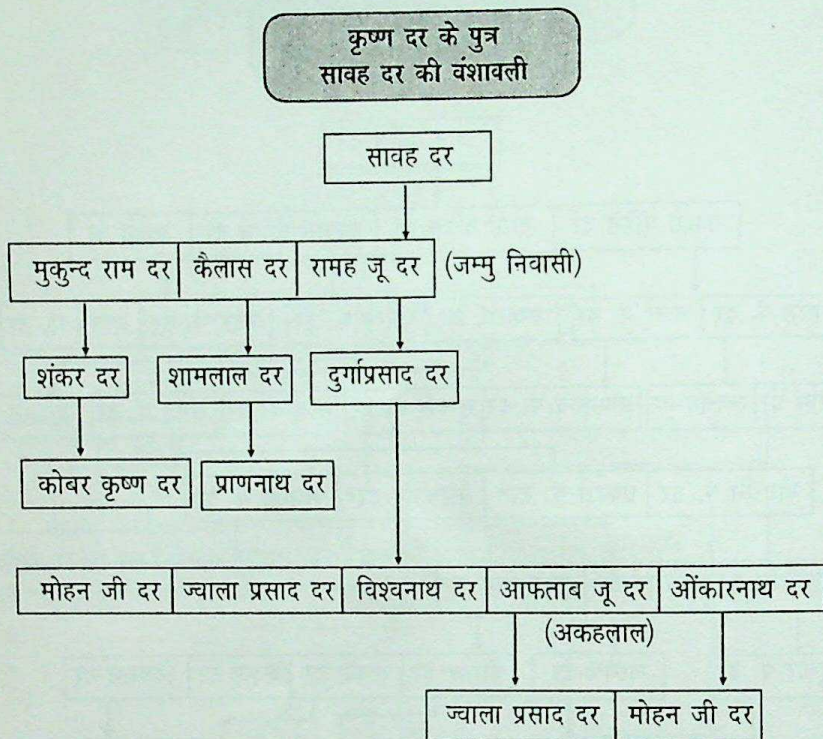 कृष्ण दर के पुत्र
सावह दर की वंशावली
सावह दर
मुकुन्द राम दर कैलास दर रामह जू दर (जम्मु निवासी)
शंकर दर शामलाल दर दुर्गाप्रसाद दर
कोबर कृष्ण दर प्राणनाथ दर
मोहन जी दर ज्वाला प्रसाद दर विश्वनाथ दर आफताब जू दर ओंकारनाथ दर
(अकहलाल)
ज्वाला प्रसाद दर मोहन जी दर